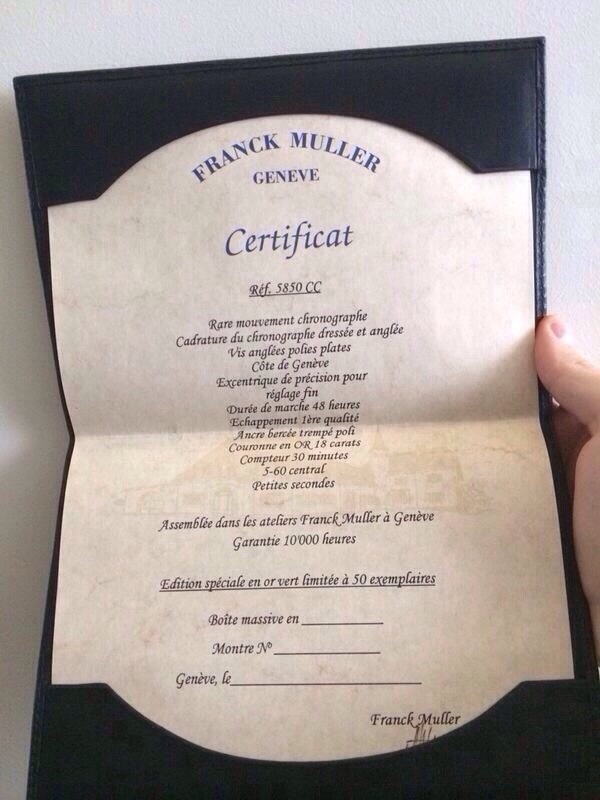 FRANCK MULLER
GENEVE
Certificat
Réf. 5850 CC
Rare mouvement chronographe
Cadrature du chronographe dressée et anglée
Vis anglées polies plates
Côte de Genève
Excentrique de précision pour
réglage fin
Durée de marche 48 heures
Echappement 1ère qualité
Ancre bercée trempé poli
Couronne en OR 18 carats
Compteur 30 minutes
5-60 central
Petites secondes
Assemblée dans les ateliers Franck Muller à Genève
Garantie 10'000 heures
Edition spéciale en or vert limitée à 50 exemplaires
Boîte massive en ____________
Montre Nº ________________
Genève, le____________________________
Franck Muller